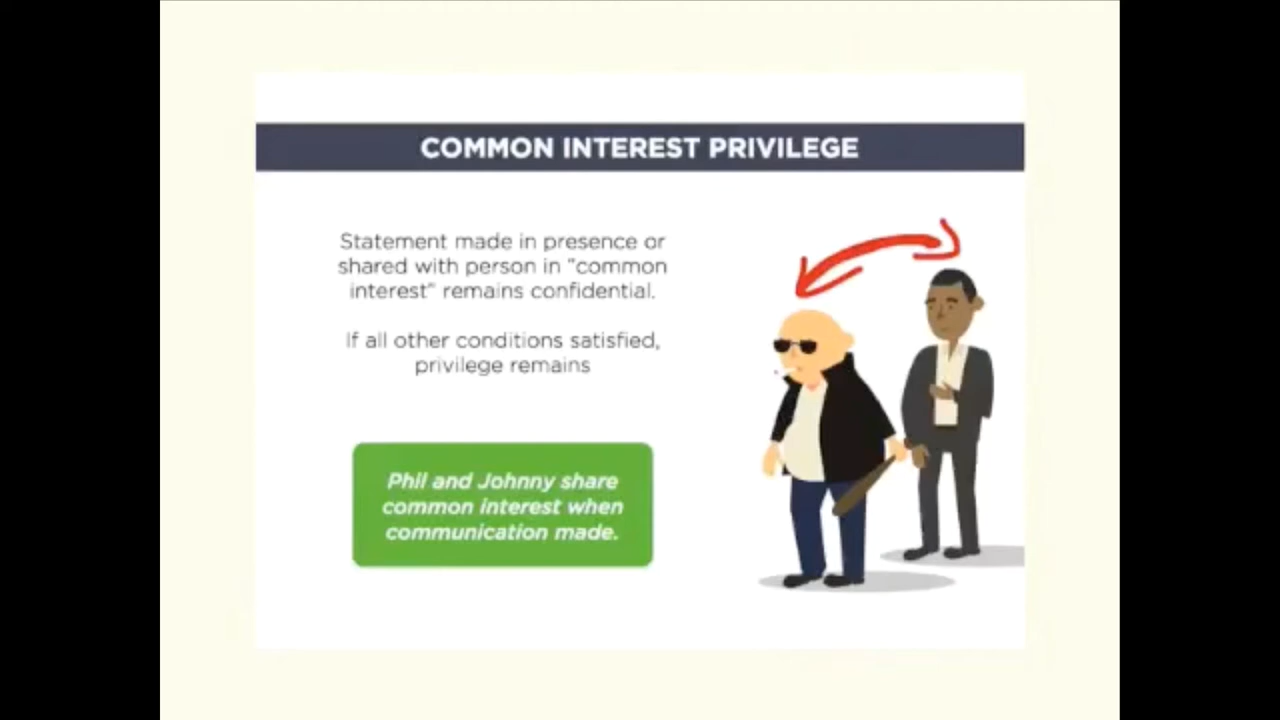 COMMON INTEREST PRIVILEGE
Statement made in presence or
shared with person in "common
interest" remains confidential.
If all other conditions satisfied,
privilege remains
Phil and Johnny share
common interest when
communication made.